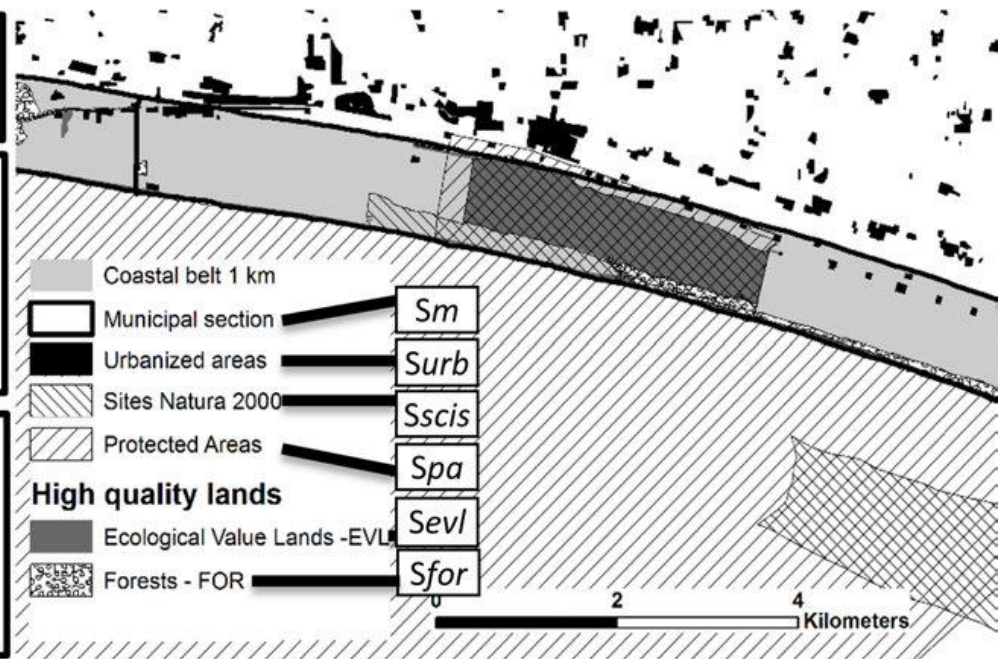 Coastal belt 1 km
Municipal section
Sm
Urbanized areas
Surb
Sites Natura 2000
Sscis
Protected Areas
Spa
High quality lands
Ecological Value Lands -EVL
Sevl
Forests - FOR
Sfor
0 2 4
Kilometers